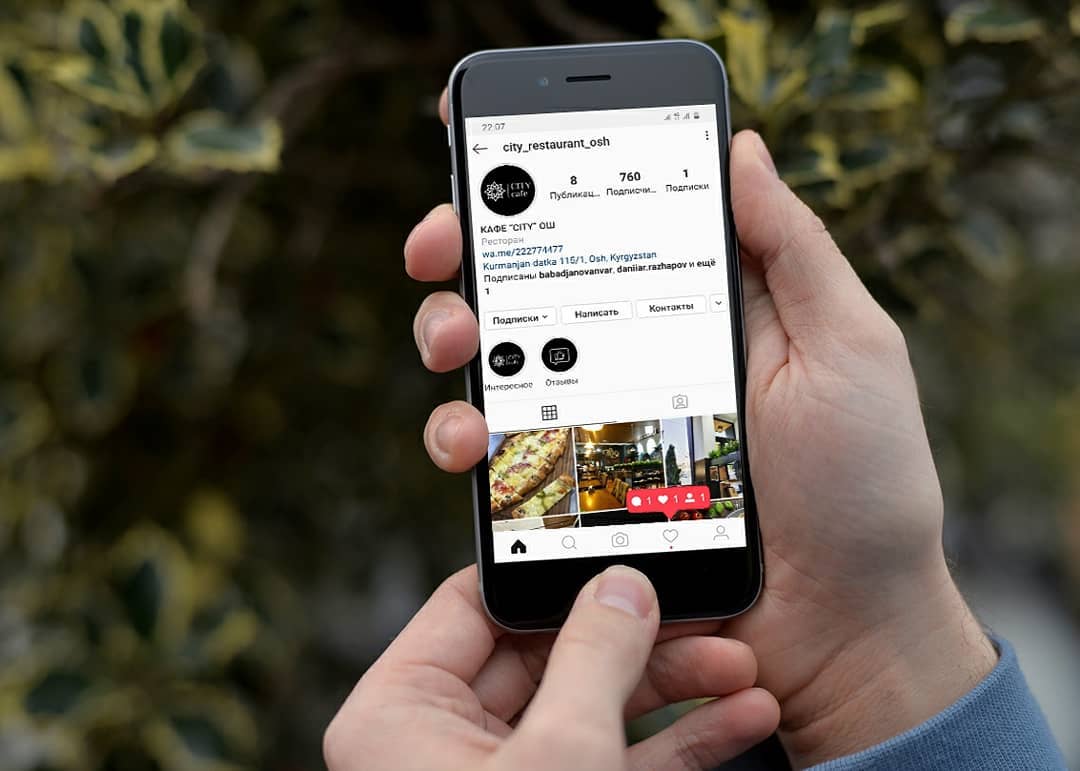 22:07
city_restaurant_osh
CITY
cafe
8
760
1
Публикац...
Подписчи...
Подписки
КАФЕ "CITY" ОШ
Ресторан
wa.me/222774477
Kurmanjan datka 115/1, Osh, Kyrgyzstan
Подписаны babadjanovanvar, daniiar.razhapov и ещё
1
Подписки
Написать
Контакты
CITY
Интересное
Отзывы
1 1 1